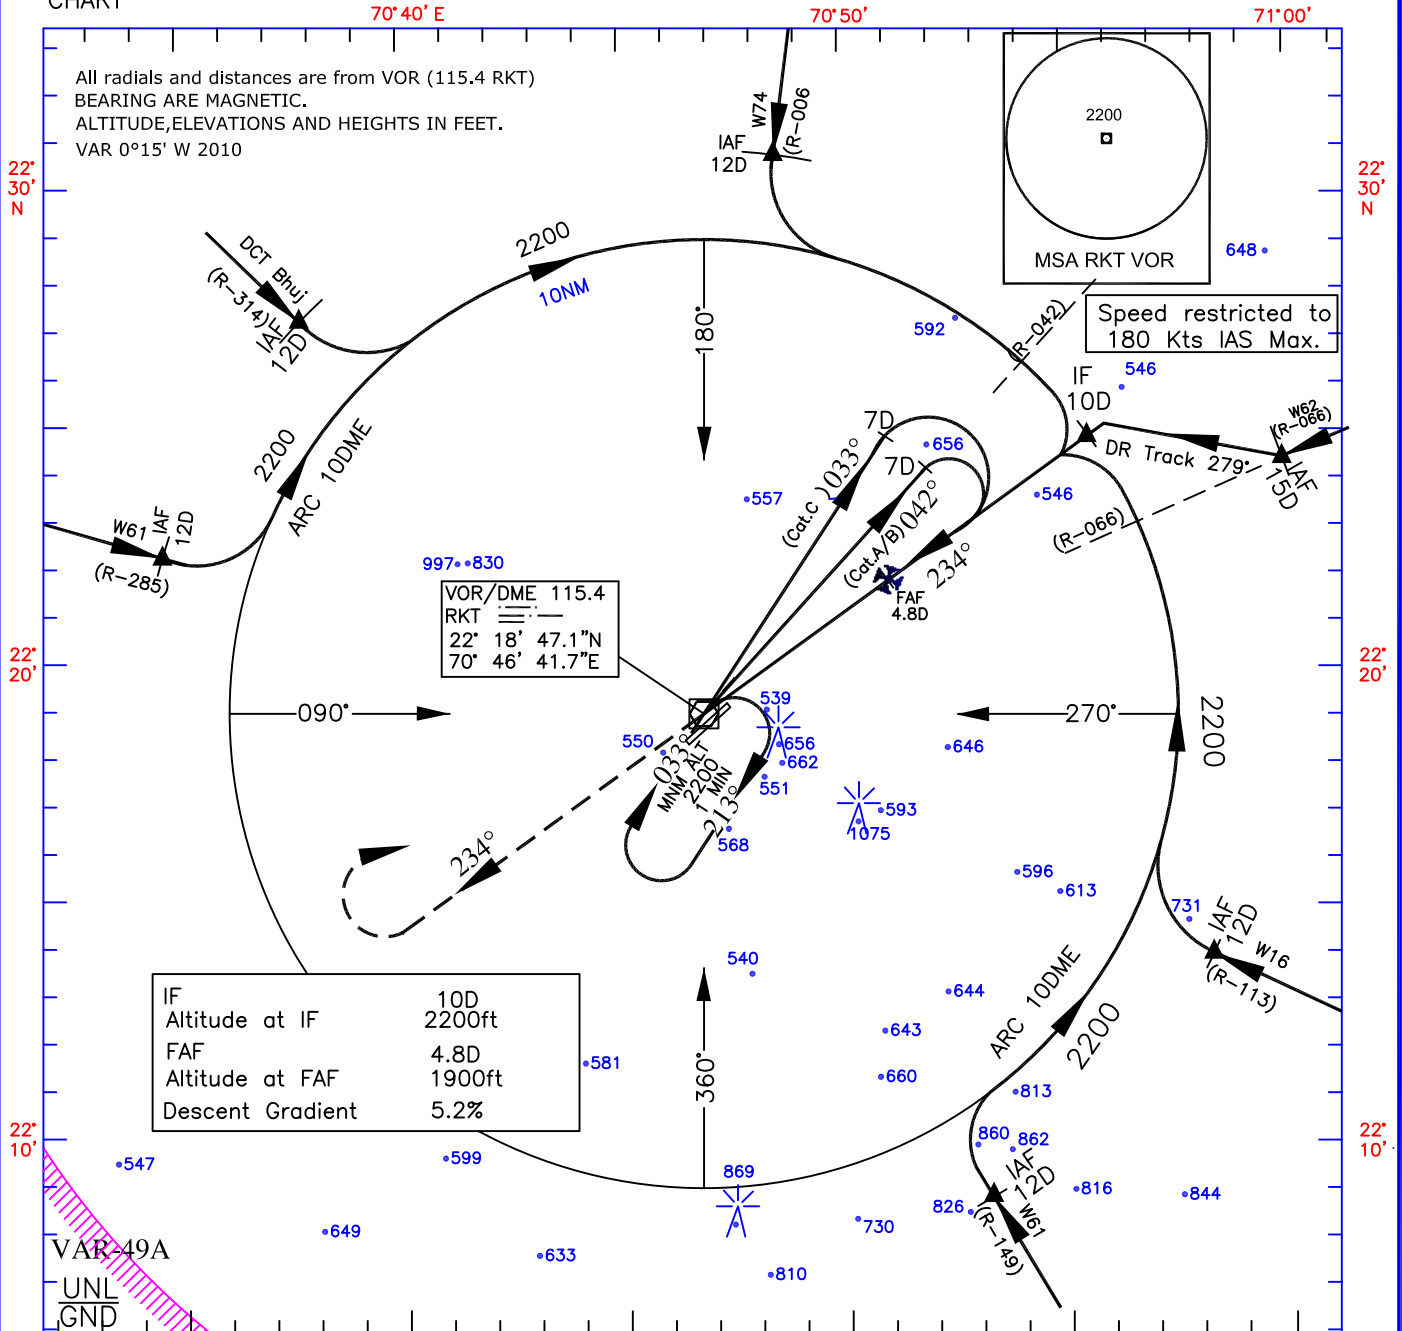 CHART
70°40' E
70°50'
71°00'
All radials and distances are from VOR (115.4 RKT)
BEARING ARE MAGNETIC.
ALTITUDE,ELEVATIONS AND HEIGHTS IN FEET.
VAR 0°15' W 2010
2200
MSA RKT VOR
W74
(R-006
IAF
12D
22°
30'
N
22°
30'
N
648
DCT Bhuj
(R-314)
IAF
12D
2200
10NM
180°
592
(R-042)
Speed restricted to
180 Kts IAS Max.
546
IF
10D
W62
(R-066)
IAF
15D
DR Track 279°
(R-066)
546
7D
7D
656
557
(Cat.C )033°
(Cat.A/B)042°
234°
FAF
4.8D
2200
ARC 10DME
W61
IAF
12D
(R-285)
997
830
VOR/DME 115.4
RKT
22° 18' 47.1"N
70° 46' 41.7"E
22°
20'
22°
20'
090°
270°
2200
539
550
656
662
551
646
033°
MNM ALT
2200
1 MIN
213°
568
593
1075
234°
596
613
731
IAF
12D
W16
(R-113)
540
644
643
660
ARC 10DME
2200
360°
581
813
IF 10D
Altitude at IF 2200ft
FAF 4.8D
Altitude at FAF 1900ft
Descent Gradient 5.2%
22°
10'
22°
10'
860
862
IAF
12D
W61
(R-149)
547
599
869
826
816
844
649
730
633
810
VAR-49A
UNL
GND